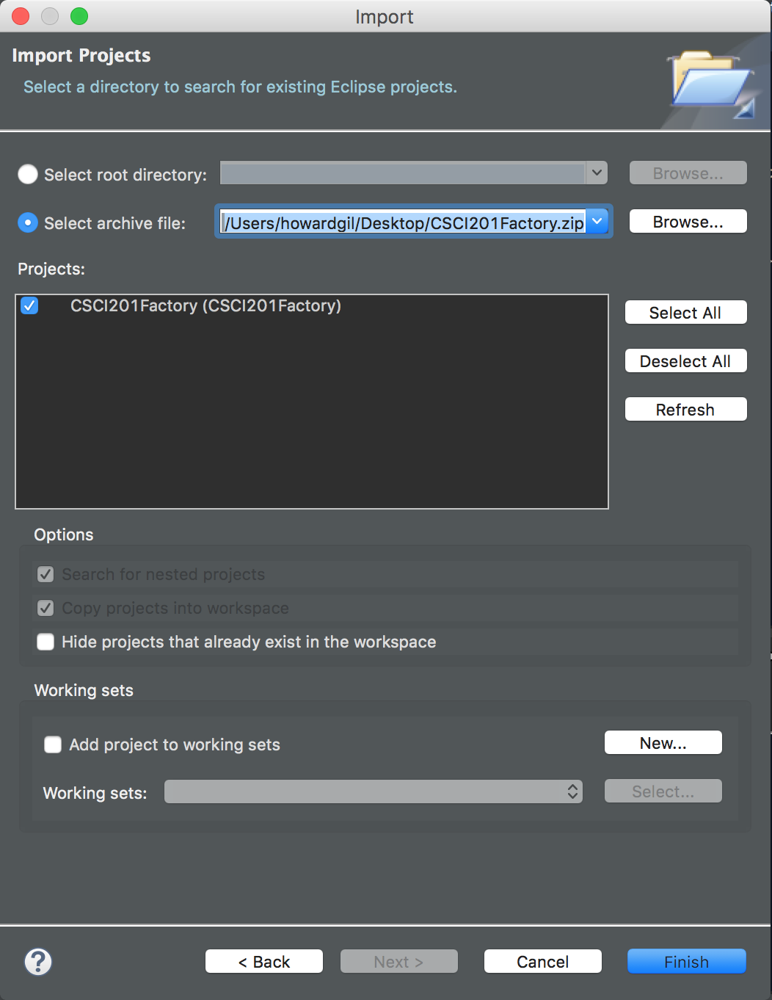 Import
Import Projects
Select a directory to search for existing Eclipse projects.
Select root directory:
Browse...
Select archive file:
/Users/howardgil/Desktop/CSCI201Factory.zip
Browse...
Projects:
CSCI201Factory (CSCI201Factory)
Select All
Deselect All
Refresh
Options
Search for nested projects
Copy projects into workspace
Hide projects that already exist in the workspace
Working sets
Add project to working sets
New...
Working sets:
Select...
?
< Back
Next >
Cancel
Finish